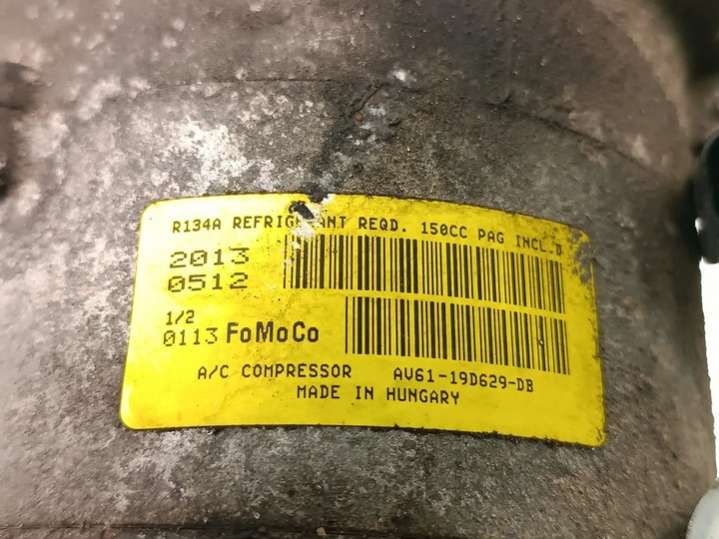 R134A REFRIGERANT REQD. 150CC PAG INCL.D
2013
0512
1/2
0113 FoMoCo
A/C COMPRESSOR AV61-19D629-DB
MADE IN HUNGARY